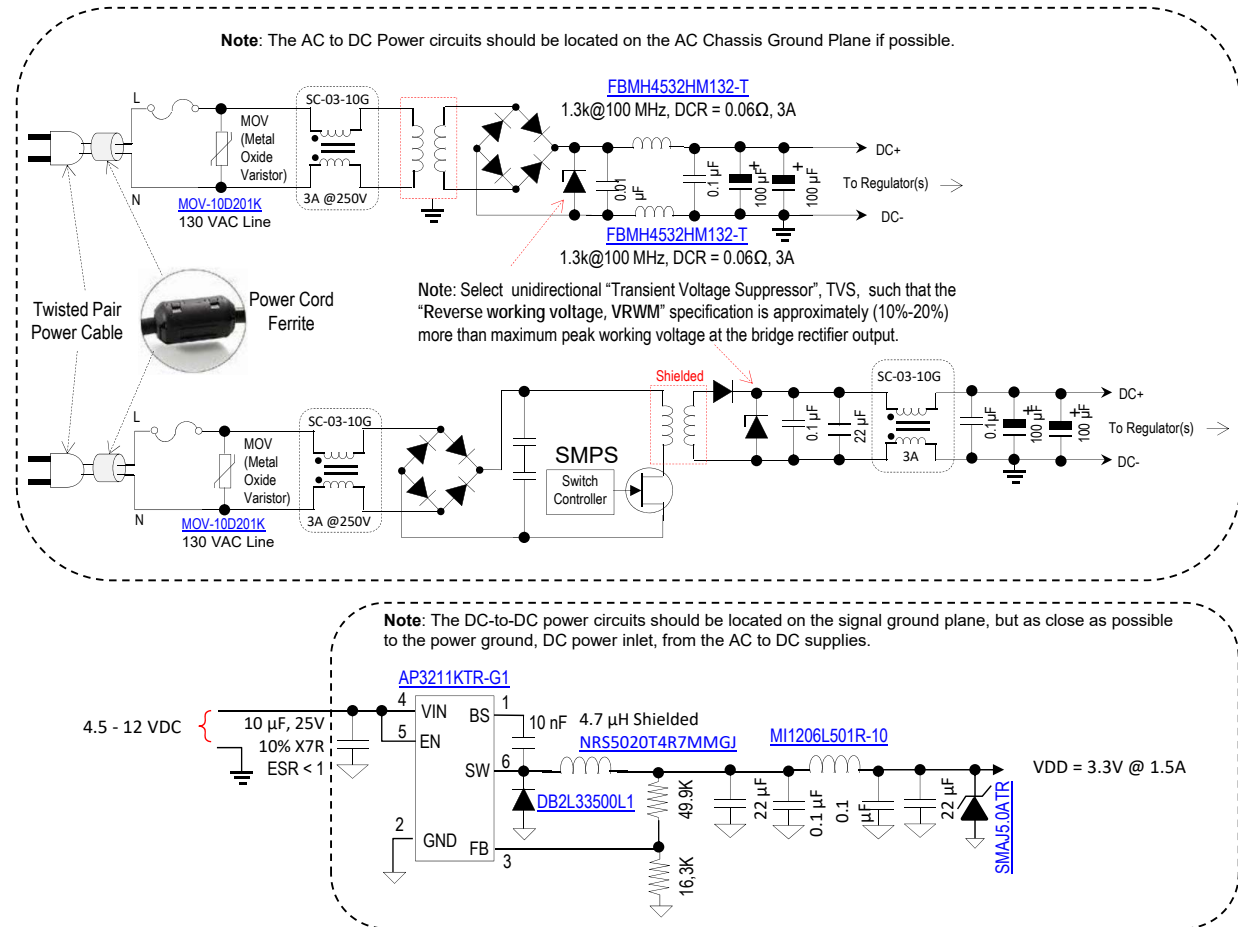 Note: The AC to DC Power circuits should be located on the AC Chassis Ground Plane if possible.
FBMH4532HM132-T
1.3k@100 MHz, DCR = 0.06Ω, 3A
L
SC-03-10G
MOV
(Metal
Oxide
Varistor)
N
MOV-10D201K
130 VAC Line
3A @250V
0.01
µF
0.1 µF
100 µF
+
100 µF
+
DC+
To Regulator(s)
DC-
FBMH4532HM132-T
1.3k@100 MHz, DCR = 0.06Ω, 3A
Twisted Pair
Power Cable
Power Cord
Ferrite
Note: Select unidirectional “Transient Voltage Suppressor”, TVS, such that the
“Reverse working voltage, VRWM” specification is approximately (10%-20%)
more than maximum peak working voltage at the bridge rectifier output.
L
SC-03-10G
MOV
(Metal
Oxide
Varistor)
N
MOV-10D201K
130 VAC Line
3A @250V
SMPS
Switch
Controller
Shielded
0.1 µF
22 µF
SC-03-10G
3A
0.1µF
100 µF
+
100 µF
+
DC+
To Regulator(s)
DC-
Note: The DC-to-DC power circuits should be located on the signal ground plane, but as close as possible
to the power ground, DC power inlet, from the AC to DC supplies.
AP3211KTR-G1
4.5 - 12 VDC
10 µF, 25V
10% X7R
ESR < 1
4
VIN
5
EN
2
GND
1
BS
6
SW
FB
3
10 nF
4.7 µH Shielded
NRS5020T4R7MMGJ
DB2L33500L1
49.9K
16,3K
22 µF
0.1 µF
MI1206L501R-10
0.1
µF
22 µF
SMAJ5.0ATR
VDD = 3.3V @ 1.5A